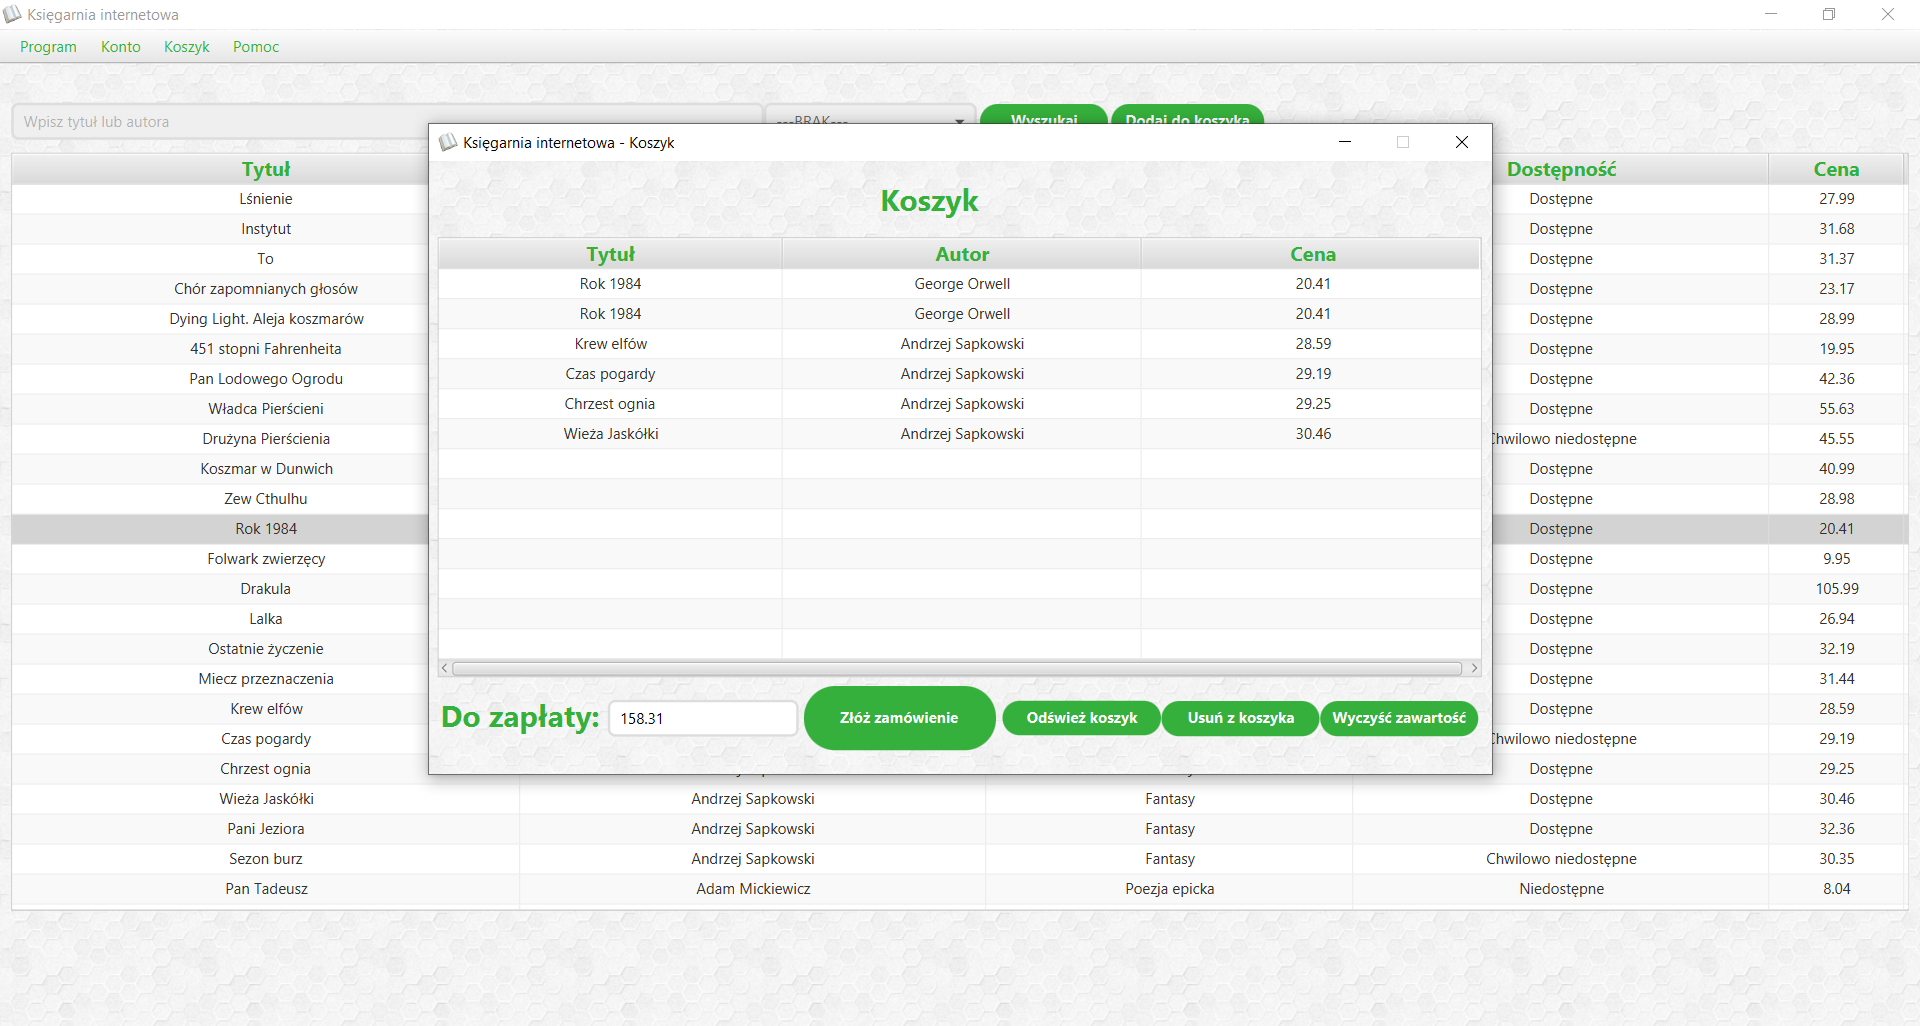 Księgarnia internetowa
Program Konto Koszyk Pomoc
Wpisz tytuł lub autora ---BRAK--- Wyszukaj Dodaj do koszyka
Tytuł Dostępność Cena
Lśnienie Dostępne 27.99
Instytut Dostępne 31.68
To Dostępne 31.37
Chór zapomnianych głosów Dostępne 23.17
Dying Light. Aleja koszmarów Dostępne 28.99
451 stopni Fahrenheita Dostępne 19.95
Pan Lodowego Ogrodu Dostępne 42.36
Władca Pierścieni Dostępne 55.63
Drużyna Pierścienia Chwilowo niedostępne 45.55
Koszmar w Dunwich Dostępne 40.99
Zew Cthulhu Dostępne 28.98
Rok 1984 Dostępne 20.41
Folwark zwierzęcy Dostępne 9.95
Drakula Dostępne 105.99
Lalka Dostępne 26.94
Ostatnie życzenie Dostępne 32.19
Miecz przeznaczenia Dostępne 31.44
Krew elfów Dostępne 28.59
Czas pogardy Chwilowo niedostępne 29.19
Chrzest ognia Dostępne 29.25
Wieża Jaskółki Andrzej Sapkowski Fantasy Dostępne 30.46
Pani Jeziora Andrzej Sapkowski Fantasy Dostępne 32.36
Sezon burz Andrzej Sapkowski Fantasy Chwilowo niedostępne 30.35
Pan Tadeusz Adam Mickiewicz Poezja epicka Niedostępne 8.04
Księgarnia internetowa - Koszyk
Koszyk
Tytuł Autor Cena
Rok 1984 George Orwell 20.41
Rok 1984 George Orwell 20.41
Krew elfów Andrzej Sapkowski 28.59
Czas pogardy Andrzej Sapkowski 29.19
Chrzest ognia Andrzej Sapkowski 29.25
Wieża Jaskółki Andrzej Sapkowski 30.46
Do zapłaty: 158.31 Złóż zamówienie Odśwież koszyk Usuń z koszyka Wyczyść zawartość